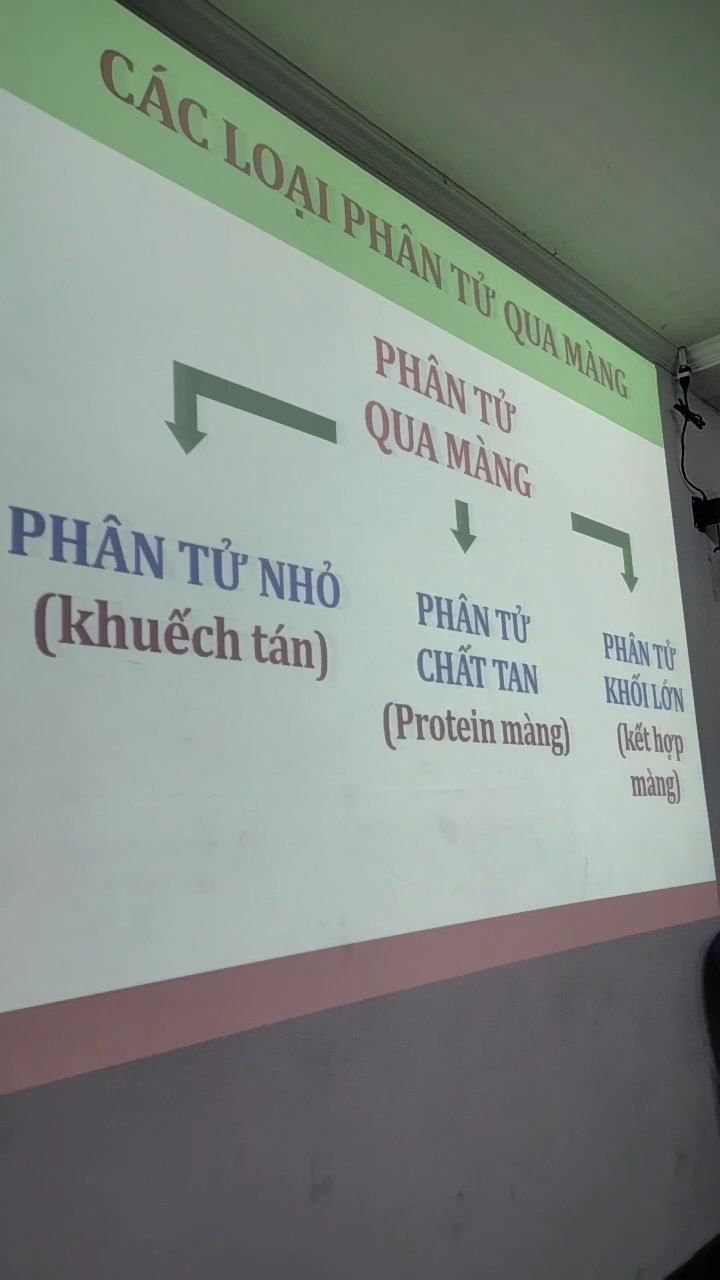 CÁC LOẠI PHÂN TỬ QUA MÀNG
PHÂN TỬ
QUA MÀNG
PHÂN TỬ NHỎ
(khuếch tán)
PHÂN TỬ
CHẤT TAN
(Protein màng)
PHÂN TỬ
KHỐI LỚN
(kết hợp
màng)